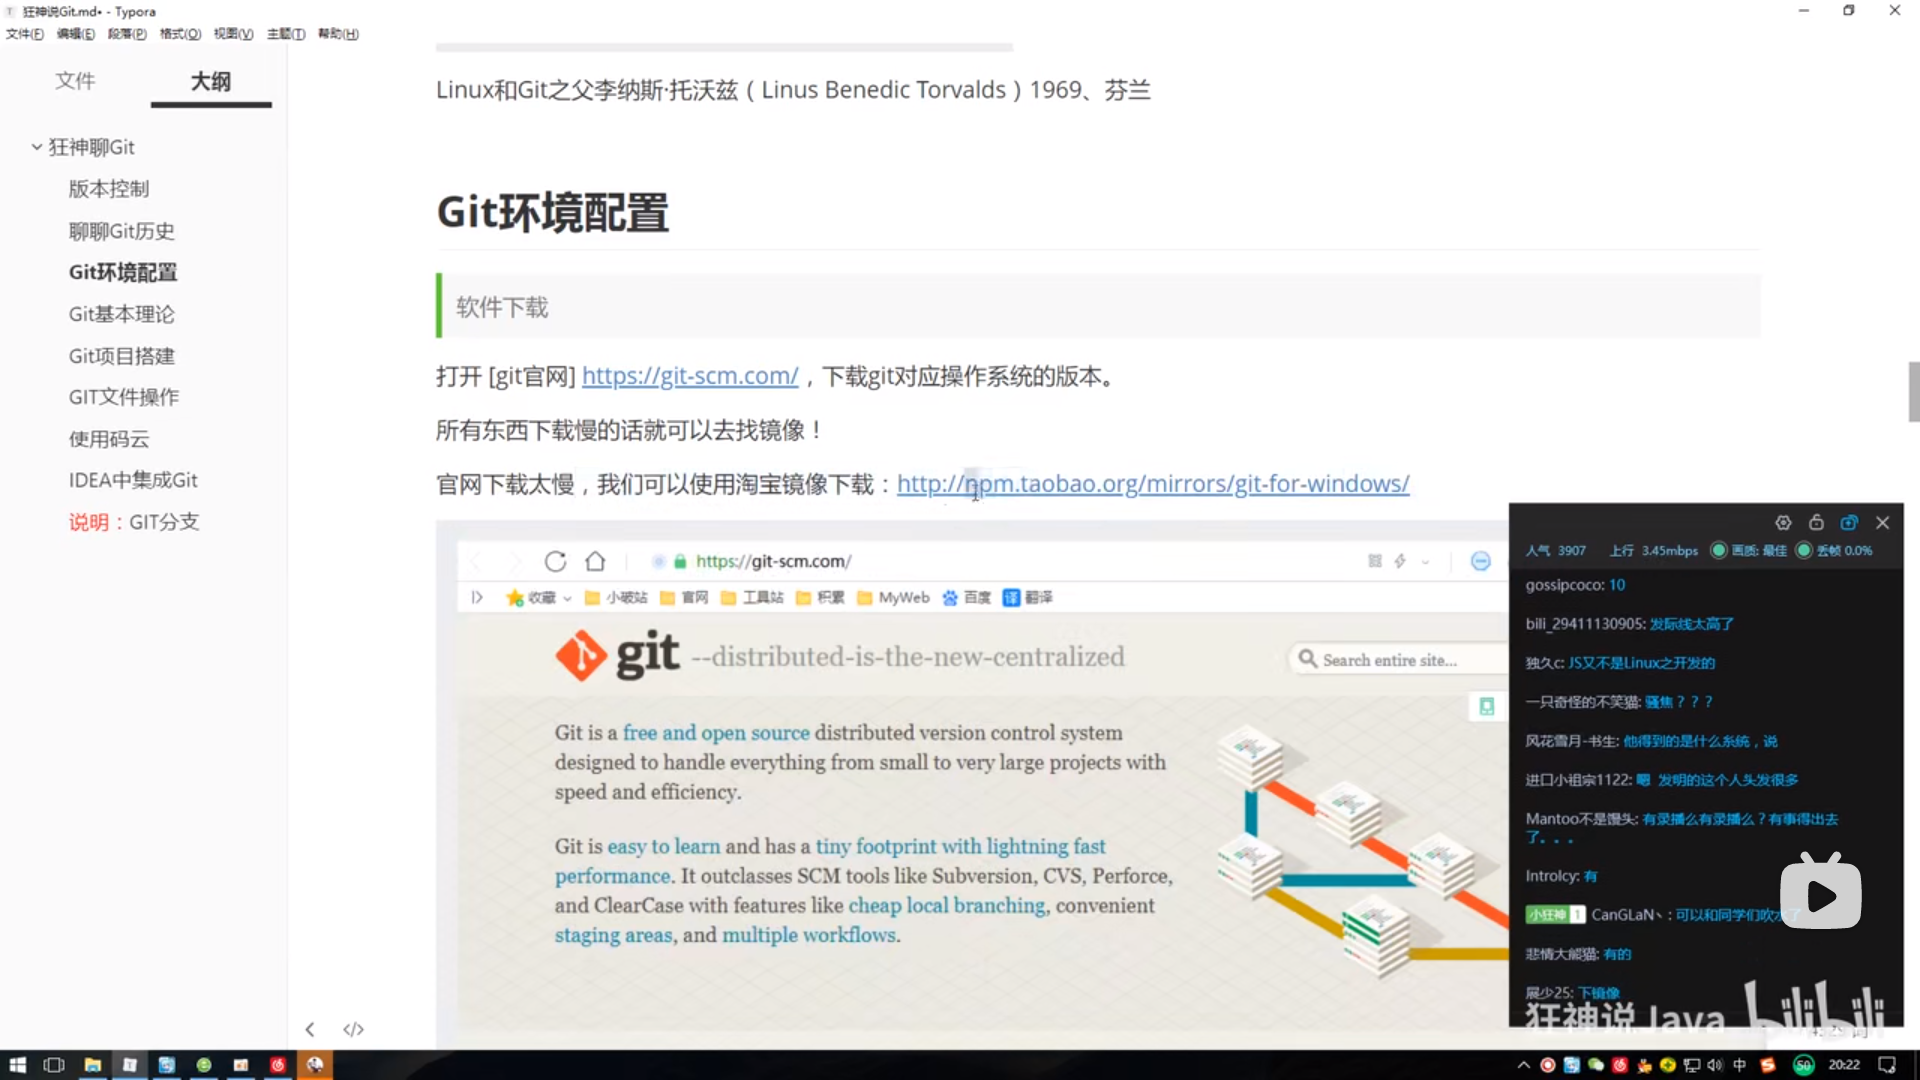 狂神说Git.md• - Typora
文件(F) 编辑(E) 段落(P) 格式(O) 视图(V) 主题(T) 帮助(H)
文件 大纲
狂神聊Git
版本控制
聊聊Git历史
Git环境配置
Git基本理论
Git项目搭建
GIT文件操作
使用码云
IDEA中集成Git
说明：GIT分支
Linux和Git之父李纳斯·托沃兹（Linus Benedic Torvalds）1969、芬兰
Git环境配置
软件下载
打开 [git官网] https://git-scm.com/，下载git对应操作系统的版本。
所有东西下载慢的话就可以去找镜像！
官网下载太慢，我们可以使用淘宝镜像下载：http://npm.taobao.org/mirrors/git-for-windows/
https://git-scm.com/
收藏 小破站 官网 工具站 积累 MyWeb 百度 译 翻译
git --distributed-is-the-new-centralized
Search entire site...
Git is a free and open source distributed version control system
designed to handle everything from small to very large projects with
speed and efficiency.
Git is easy to learn and has a tiny footprint with lightning fast
performance. It outclasses SCM tools like Subversion, CVS, Perforce,
and ClearCase with features like cheap local branching, convenient
staging areas, and multiple workflows.
人气 3907 上行 3.45mbps 画质: 最佳 丢帧 0.0%
gossipcoco: 10
bili_29411130905: 发际线太高了
独久c: JS又不是Linux之开发的
一只奇怪的不笑猫: 骚焦？？？
风花雪月-书生: 他得到的是什么系统，说
进口小祖宗1122: 嗯 发明的这个人头发很多
Mantoo不是馒头: 有录播么有录播么？有事得出去
了。。。
Introlcy: 有
小狂神 1 CanGLaN丶: 可以和同学们吹水了
悲情大熊猫: 有的
展少25: 下镜像
狂神说Java bilibili
</>
中 50 20:22